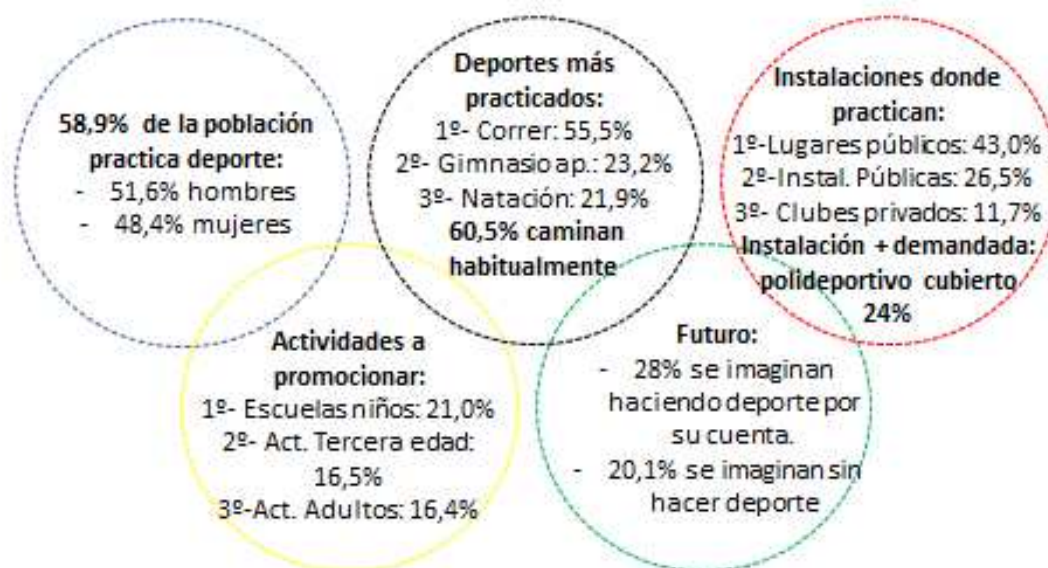 58,9% de la población
practica deporte:
- 51,6% hombres
- 48,4% mujeres
Deportes más
practicados:
1º- Correr: 55,5%
2º- Gimnasio ap.: 23,2%
3º- Natación: 21,9%
60,5% caminan
habitualmente
Instalaciones donde
practican:
1º-Lugares públicos: 43,0%
2º-Instal. Públicas: 26,5%
3º- Clubes privados: 11,7%
Instalación + demandada:
polideportivo cubierto
24%
Actividades a
promocionar:
1º- Escuelas niños: 21,0%
2º- Act. Tercera edad:
16,5%
3º-Act. Adultos: 16,4%
Futuro:
- 28% se imaginan
haciendo deporte por
su cuenta.
- 20,1% se imaginan sin
hacer deporte